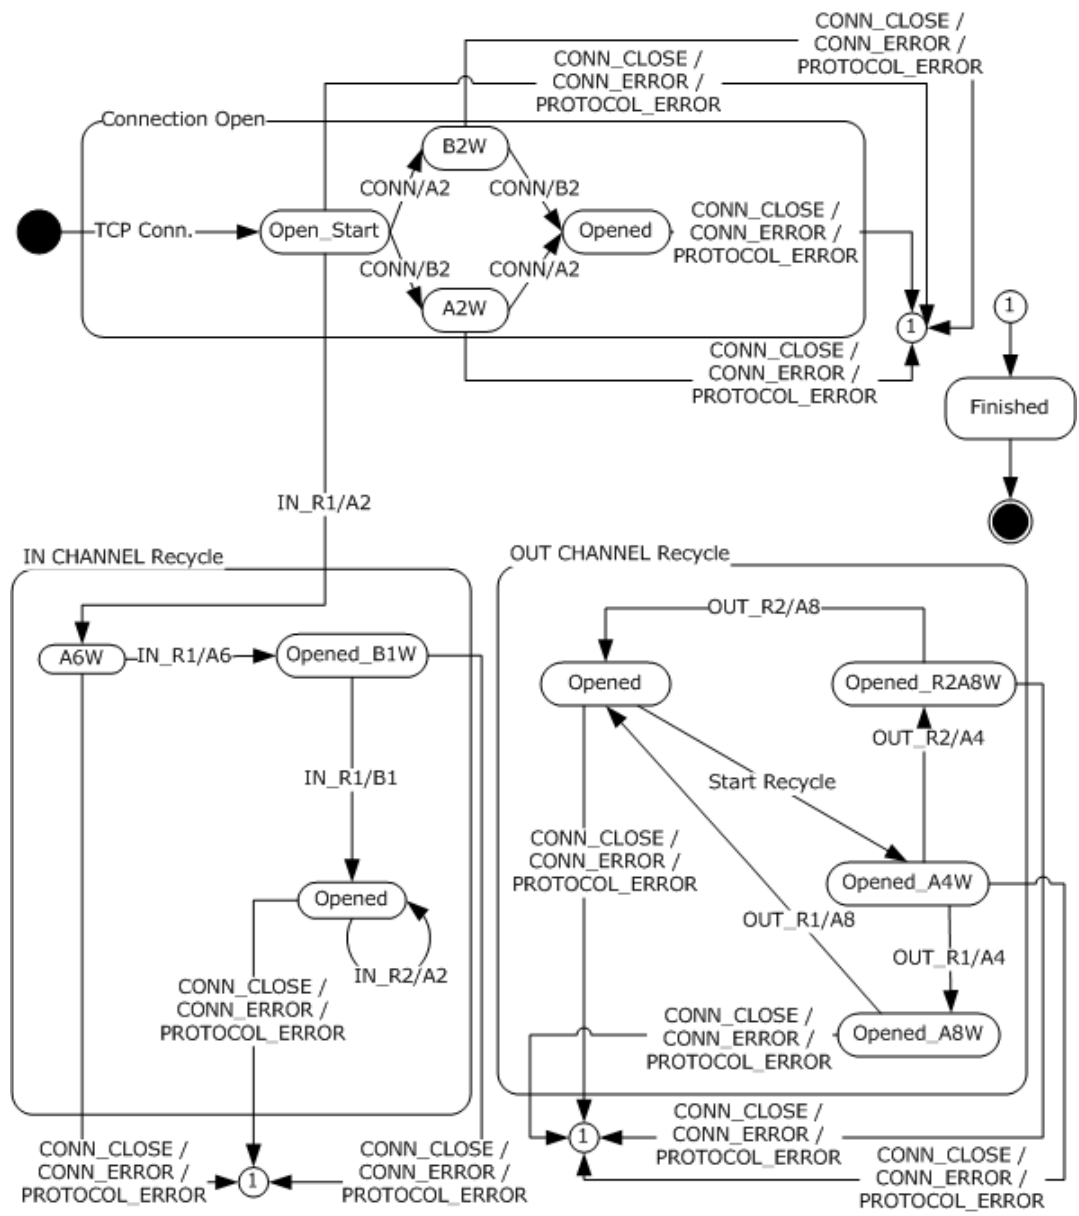 CONN_CLOSE /
CONN_ERROR /
PROTOCOL_ERROR
CONN_CLOSE /
CONN_ERROR /
PROTOCOL_ERROR
Connection Open
B2W
CONN/A2
CONN/B2
TCP Conn.
Open_Start
Opened
CONN_CLOSE /
CONN_ERROR /
PROTOCOL_ERROR
CONN/B2
CONN/A2
A2W
1
1
CONN_CLOSE /
CONN_ERROR /
PROTOCOL_ERROR
Finished
IN_R1/A2
IN CHANNEL Recycle
A6W
IN_R1/A6
Opened_B1W
IN_R1/B1
Opened
IN_R2/A2
CONN_CLOSE /
CONN_ERROR /
PROTOCOL_ERROR
CONN_CLOSE /
CONN_ERROR /
PROTOCOL_ERROR
1
CONN_CLOSE /
CONN_ERROR /
PROTOCOL_ERROR
OUT CHANNEL Recycle
OUT_R2/A8
Opened
Opened_R2A8W
OUT_R2/A4
Start Recycle
CONN_CLOSE /
CONN_ERROR /
PROTOCOL_ERROR
Opened_A4W
OUT_R1/A8
OUT_R1/A4
CONN_CLOSE /
CONN_ERROR /
PROTOCOL_ERROR
Opened_A8W
1
CONN_CLOSE /
CONN_ERROR /
PROTOCOL_ERROR
CONN_CLOSE /
CONN_ERROR /
PROTOCOL_ERROR